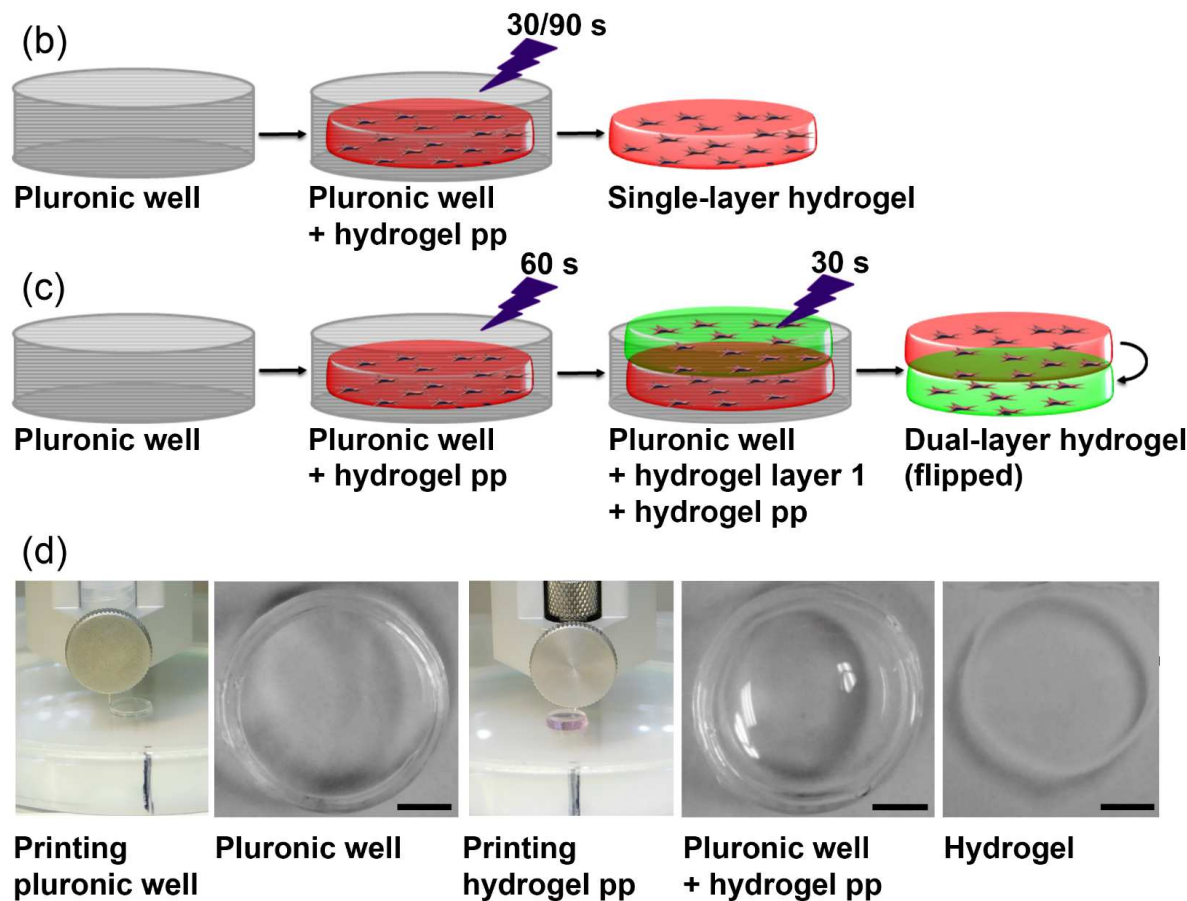 (b)
30/90 s
Pluronic well
Pluronic well
+ hydrogel pp
Single-layer hydrogel
(c)
60 s
30 s
Pluronic well
Pluronic well
+ hydrogel pp
Pluronic well
+ hydrogel layer 1
+ hydrogel pp
Dual-layer hydrogel
(flipped)
(d)
Printing
pluronic well
Pluronic well
Printing
hydrogel pp
Pluronic well
+ hydrogel pp
Hydrogel